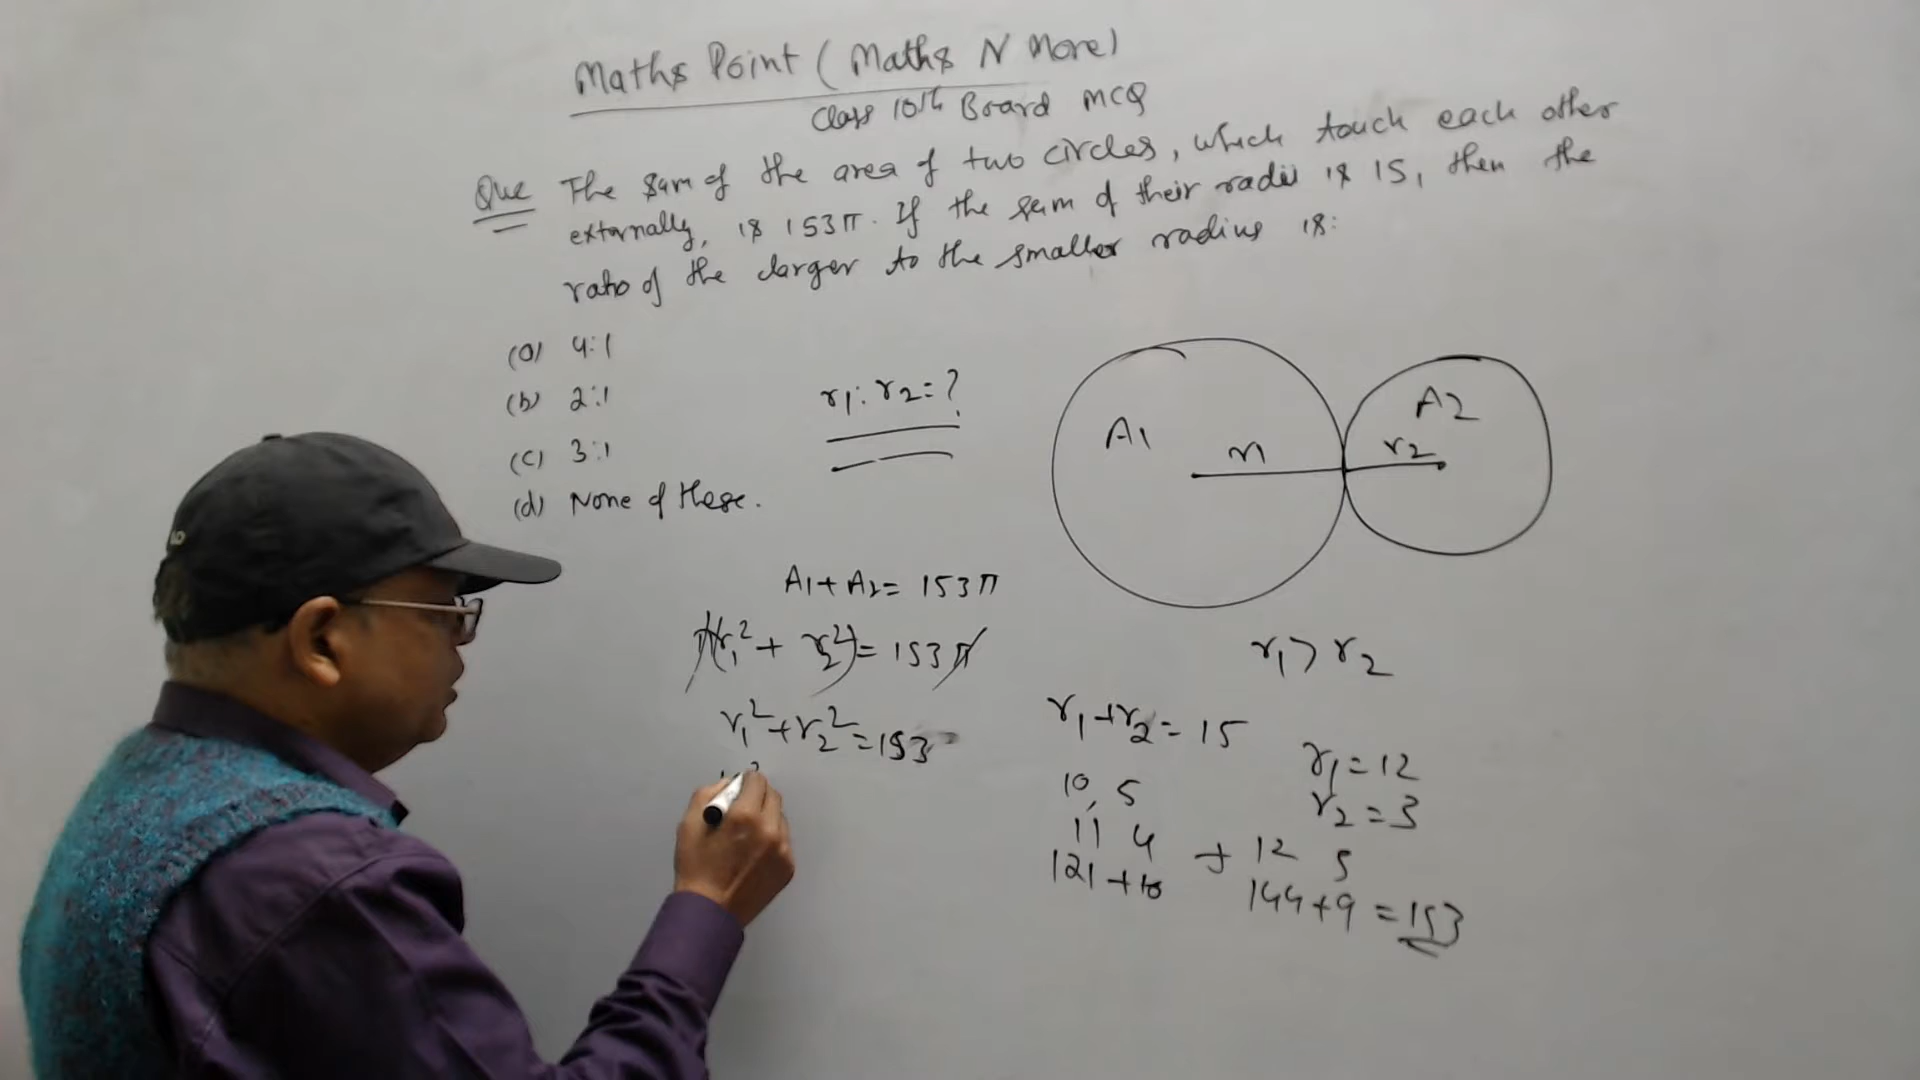 Maths Point (Maths N More)
Class 10th Board MCQ
Que The sum of the area of two circles, which touch each other
externally, is 153π. If the sum of their radii is 15, then the
ratio of the larger to the smaller radius is:
(a) 4:1
(b) 2:1
(c) 3:1
(d) None of these.
r1:r2=?
A1
r1
A2
r2
A1+A2=153π
π(r1²+r2²)=153π
r1²+r2²=153
r1>r2
r1+r2=15
10, 5
11 4
121+16
r1=12
r2=3
+ 12 3
144+9=153